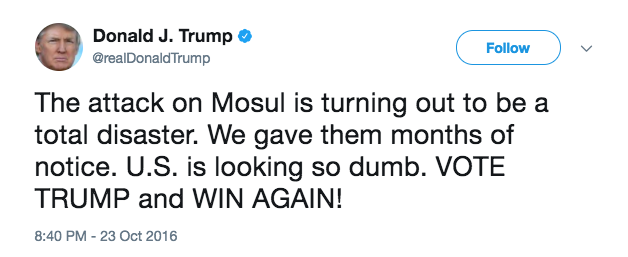 Donald J. Trump
@realDonaldTrump
Follow
The attack on Mosul is turning out to be a
total disaster. We gave them months of
notice. U.S. is looking so dumb. VOTE
TRUMP and WIN AGAIN!
8:40 PM - 23 Oct 2016